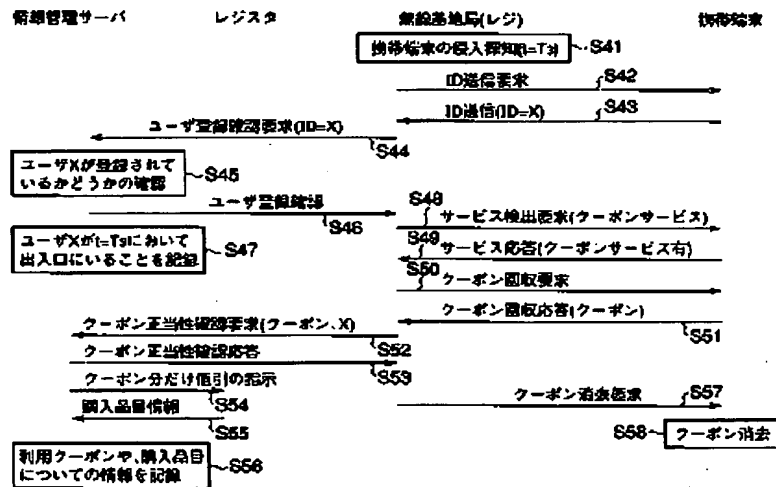 情報管理サーバ
レジスタ
無線基地局(レジ)
携帯端末
携帯端末の侵入探知(t=T3)
S41
ID送信要求
S42
ID送信(ID=X)
S43
ユーザ登録確認要求(ID=X)
S44
ユーザXが登録されて
いるかどうかの確認
S45
ユーザ登録確認
S46
S48
サービス検出要求(クーポンサービス)
ユーザXがt=T3において
出入口にいることを記録
S47
S49
サービス応答(クーポンサービス有)
S50
クーポン回収要求
クーポン正当性確認要求(クーポン、X)
クーポン回収応答(クーポン)
S52
S51
クーポン正当性確認応答
S53
クーポン分だけ値引の指示
S54
クーポン消去要求
S57
購入品目情報
S55
S58
クーポン消去
利用クーポンや、購入品目
についての情報を記録
S56